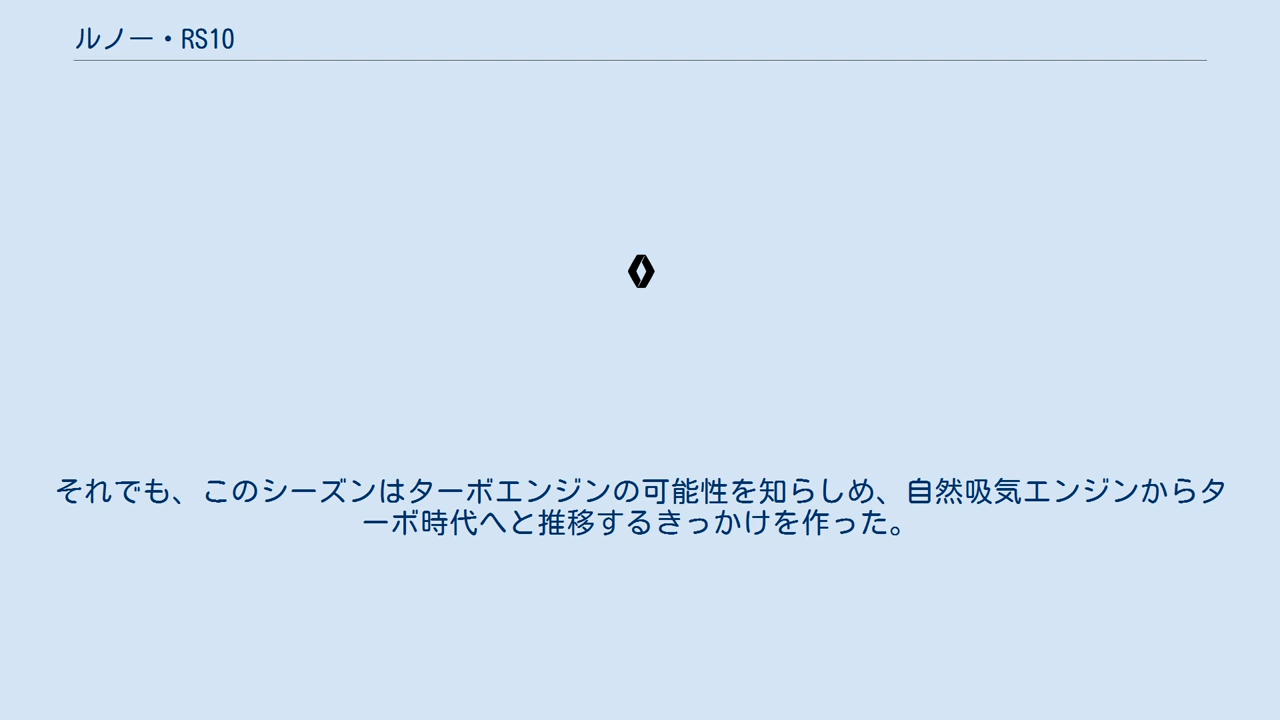 ルノー・RS10
それでも、このシーズンはターボエンジンの可能性を知らしめ、自然吸気エンジンからタ
ーボ時代へと推移するきっかけを作った。